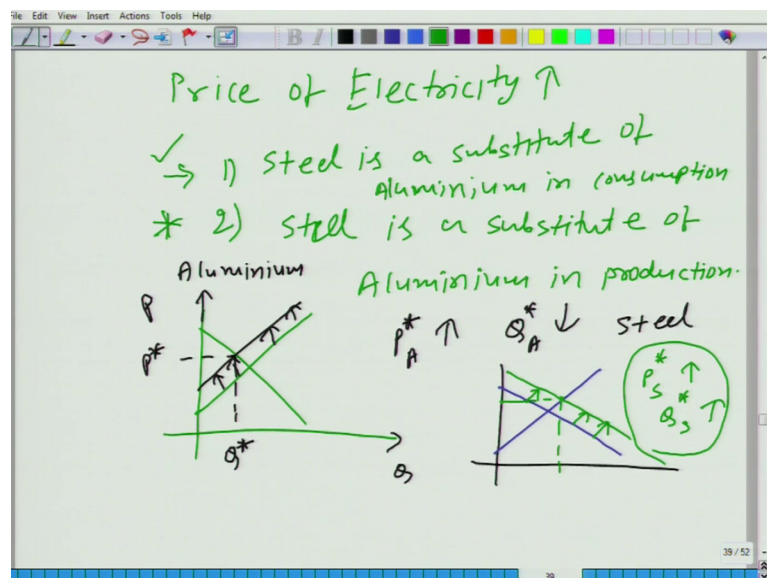 File Edit View Insert Actions Tools Help
B I
Price of Electricity ↑
✓
→ 1) Steel is a substitute of
Aluminium in consumption
* 2) Steel is a substitute of
Aluminium in production.
Aluminium
P
P*
Q*
Q
P*A ↑ Q*A ↓ Steel
P*S ↑
Q*S ↑
39 / 52
39